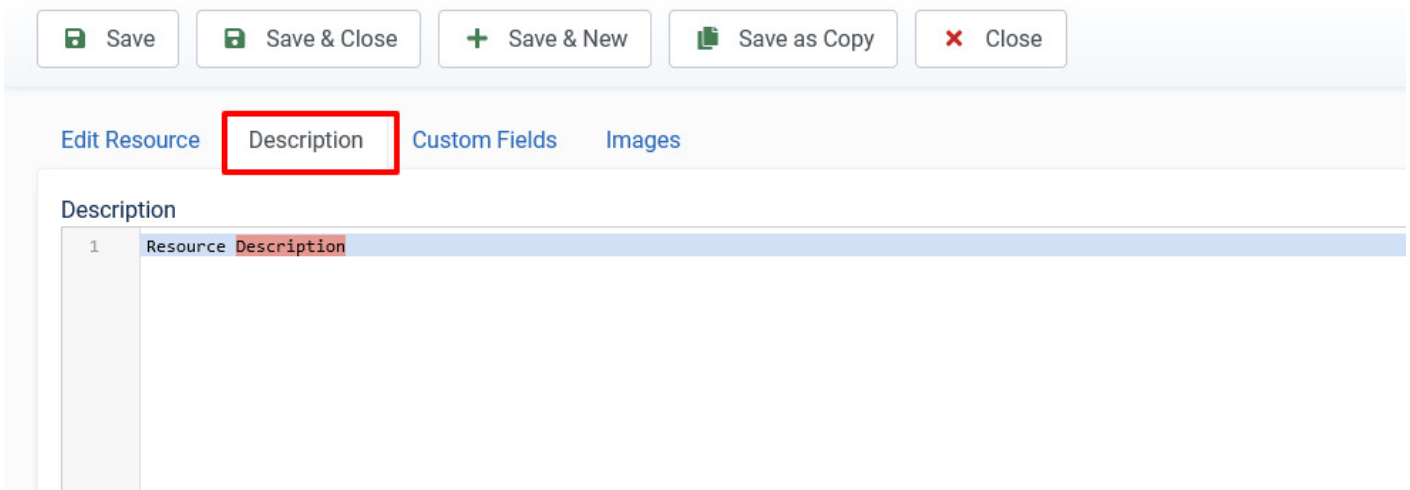 Save Save & Close Save & New Save as Copy Close
Edit Resource Description Custom Fields Images
Description
1 Resource Description